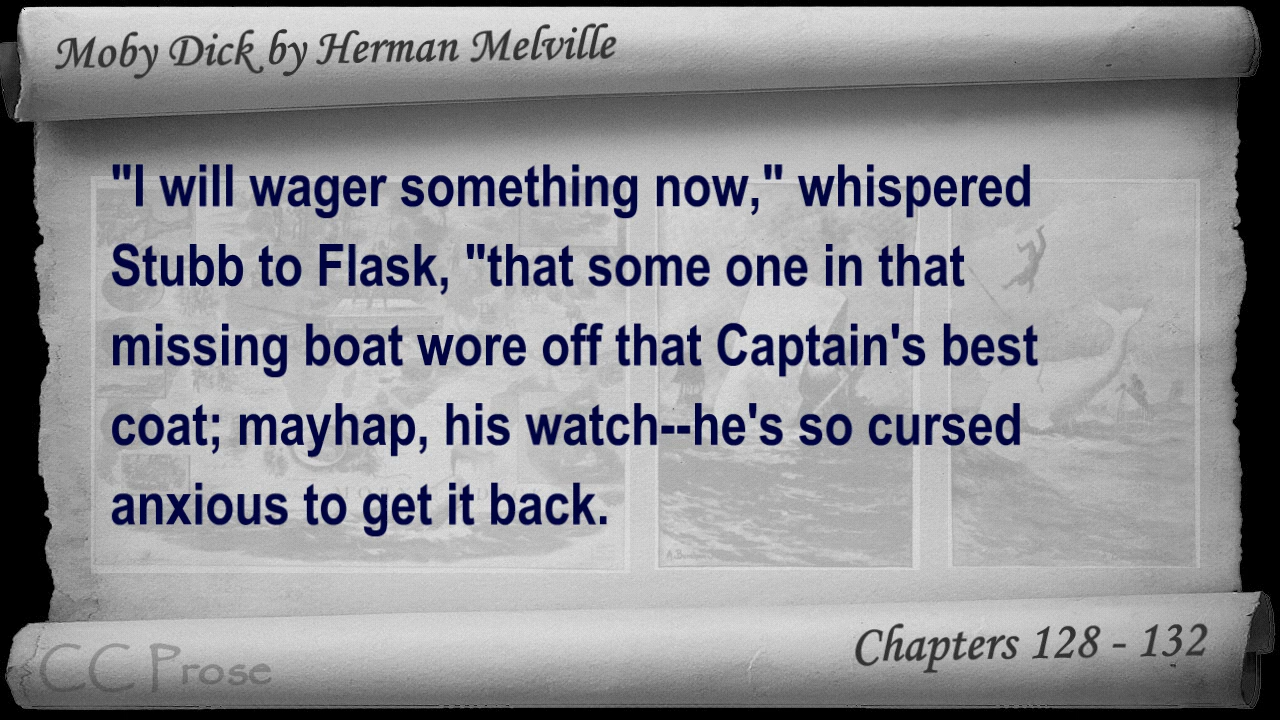 Moby Dick by Herman Melville
"I will wager something now," whispered
Stubb to Flask, "that some one in that
missing boat wore off that Captain's best
coat; mayhap, his watch--he's so cursed
anxious to get it back.
Chapters 128 - 132
CC Prose